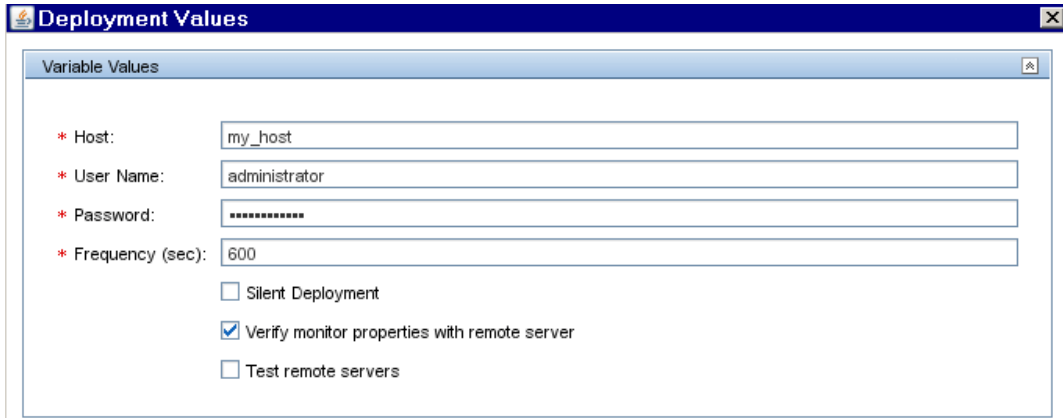 Deployment Values
Variable Values
* Host: my_host
* User Name: administrator
* Password: ••••••••••••
* Frequency (sec): 600
Silent Deployment
Verify monitor properties with remote server
Test remote servers